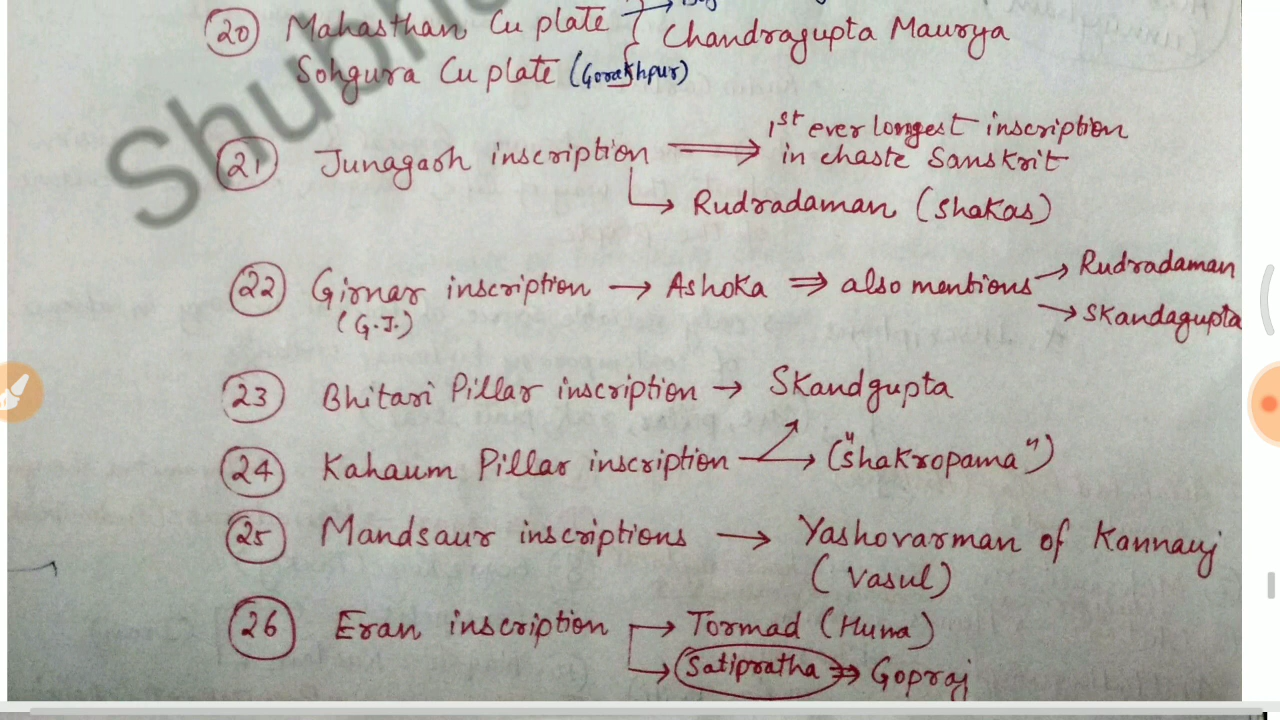 20 Mahasthan Cu plate
Chandragupta Maurya
Sohgura Cu plate (Gorakhpur)
1st ever longest inscription
21 Junagarh inscription ⇒ in chaste Sanskrit
→ Rudradaman (Shakas)
22 Girnar inscription → Ashoka ⇒ also mentions → Rudradaman
(G.J.) → Skandagupta
23 Bhitari Pillar inscription → Skandgupta
24 Kahaum Pillar inscription → ("shakropama")
25 Mandsaur inscriptions → Yashovarman of Kannauj
(Vasul)
26 Eran inscription → Tormad (Huna)
→ Satipratha ⇒ Gopraj
Shubh